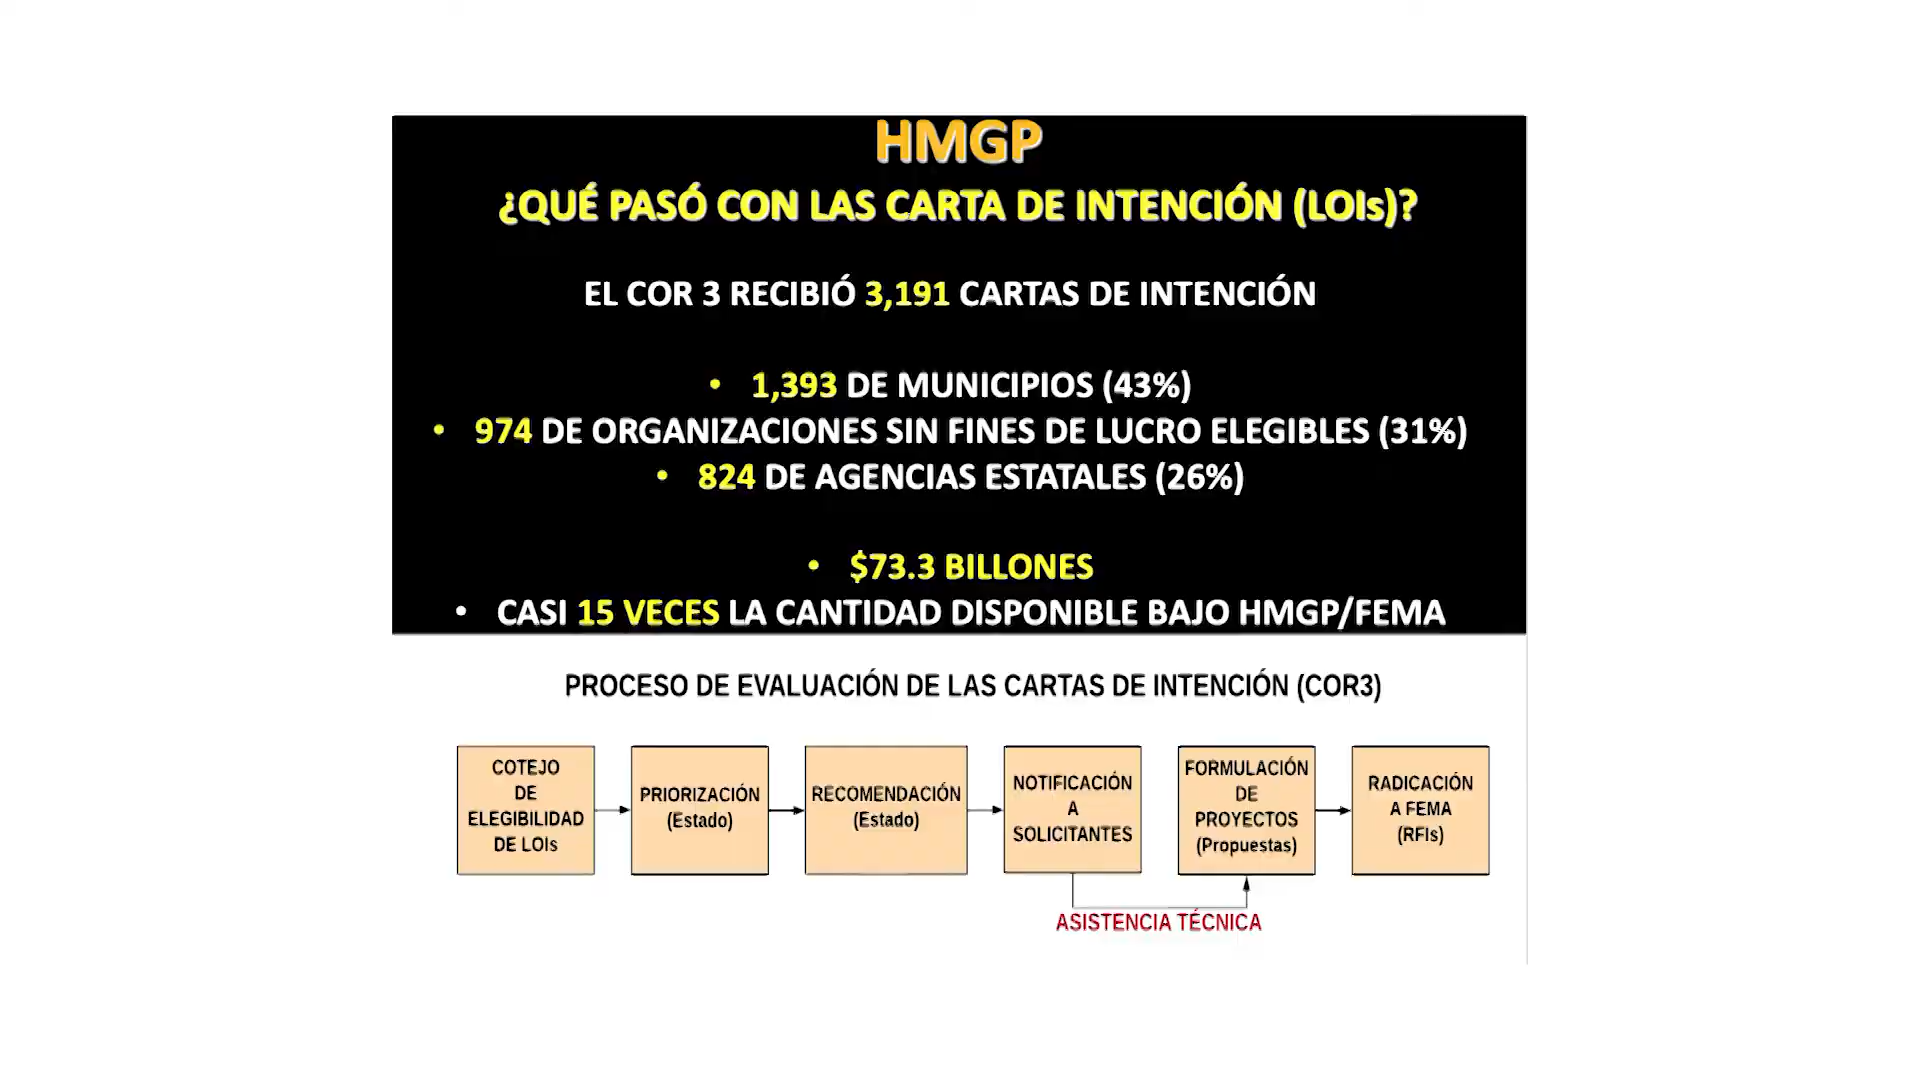 HMGP
¿QUÉ PASÓ CON LAS CARTA DE INTENCIÓN (LOIs)?
EL COR 3 RECIBIÓ 3,191 CARTAS DE INTENCIÓN
• 1,393 DE MUNICIPIOS (43%)
• 974 DE ORGANIZACIONES SIN FINES DE LUCRO ELEGIBLES (31%)
• 824 DE AGENCIAS ESTATALES (26%)
• $73.3 BILLONES
• CASI 15 VECES LA CANTIDAD DISPONIBLE BAJO HMGP/FEMA
PROCESO DE EVALUACIÓN DE LAS CARTAS DE INTENCIÓN (COR3)
COTEJO
DE
ELEGIBILIDAD
DE LOIs
PRIORIZACIÓN
(Estado)
RECOMENDACIÓN
(Estado)
NOTIFICACIÓN
A
SOLICITANTES
FORMULACIÓN
DE
PROYECTOS
(Propuestas)
RADICACIÓN
A FEMA
(RFIs)
ASISTENCIA TÉCNICA